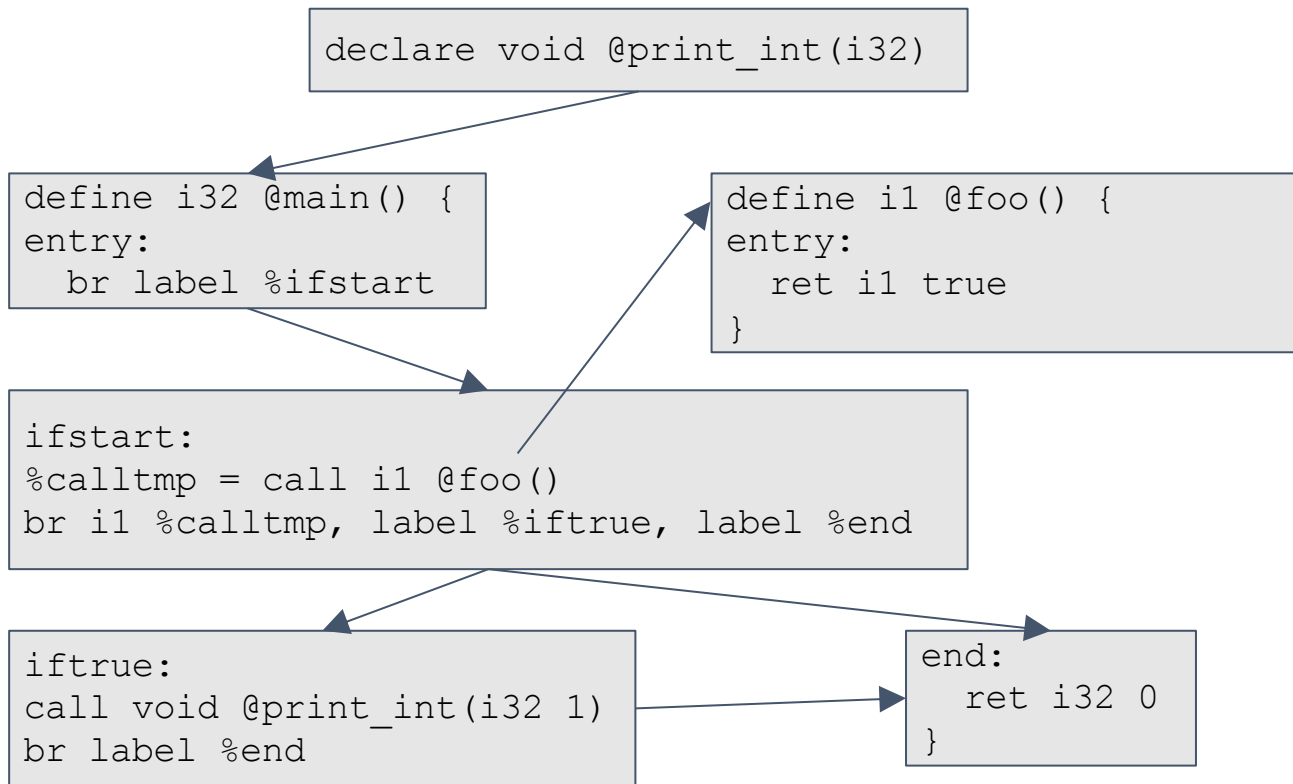 declare void @print_int(i32)
define i32 @main() {
entry:
  br label %ifstart
define i1 @foo() {
entry:
  ret i1 true
}
ifstart:
%calltmp = call i1 @foo()
br i1 %calltmp, label %iftrue, label %end
iftrue:
call void @print_int(i32 1)
br label %end
end:
  ret i32 0
}